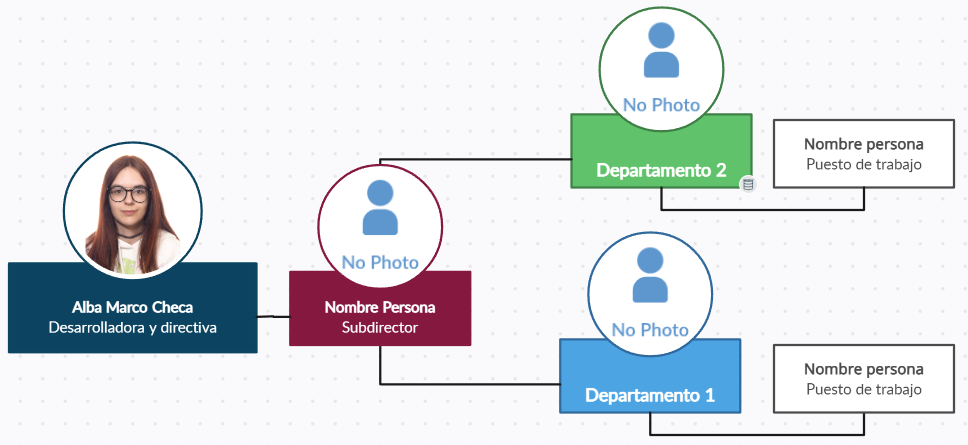 Alba Marco Checa
Desarrolladora y directiva
No Photo
Nombre Persona
Subdirector
No Photo
Departamento 2
Nombre persona
Puesto de trabajo
No Photo
Departamento 1
Nombre persona
Puesto de trabajo